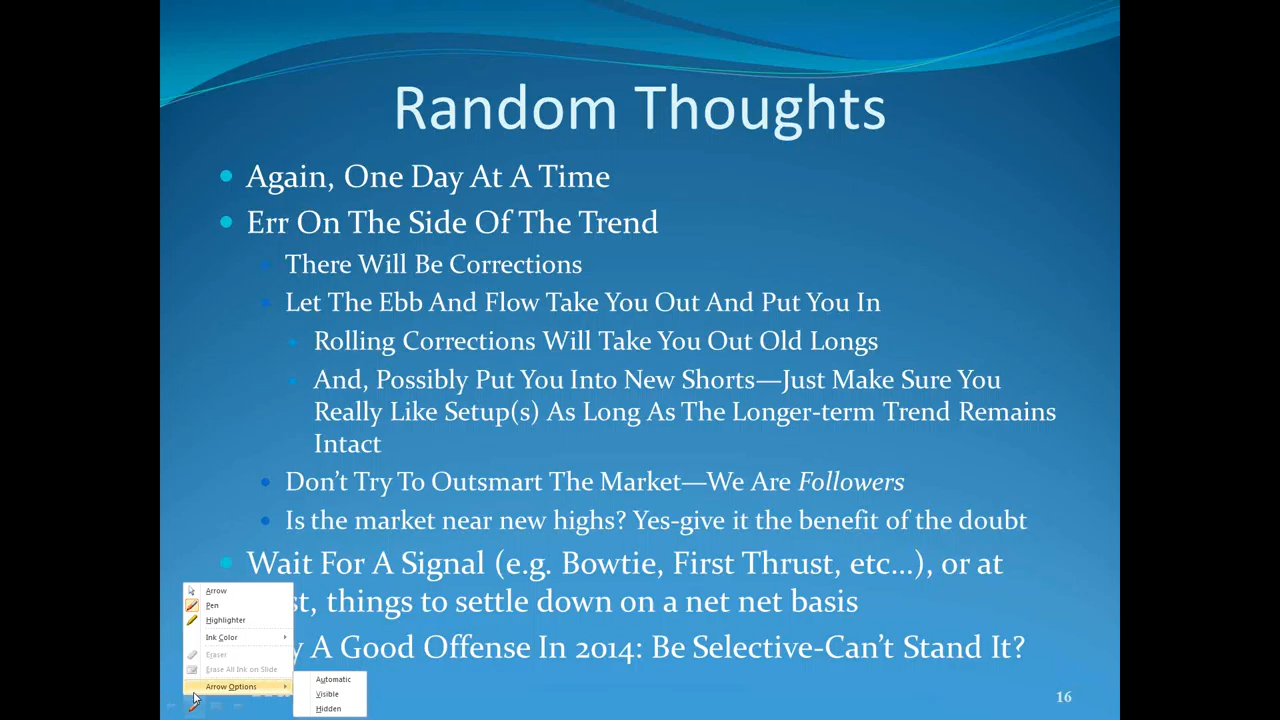 Random Thoughts
Again, One Day At A Time
Err On The Side Of The Trend
There Will Be Corrections
Let The Ebb And Flow Take You Out And Put You In
Rolling Corrections Will Take You Out Old Longs
And, Possibly Put You Into New Shorts—Just Make Sure You
Really Like Setup(s) As Long As The Longer-term Trend Remains
Intact
Don't Try To Outsmart The Market—We Are Followers
Is the market near new highs? Yes-give it the benefit of the doubt
Wait For A Signal (e.g. Bowtie, First Thrust, etc...), or at
things to settle down on a net net basis
A Good Offense In 2014: Be Selective-Can't Stand It?
Arrow
Pen
Highlighter
Ink Color
Eraser
Erase All Ink on Slide
Arrow Options
Automatic
Visible
Hidden
16